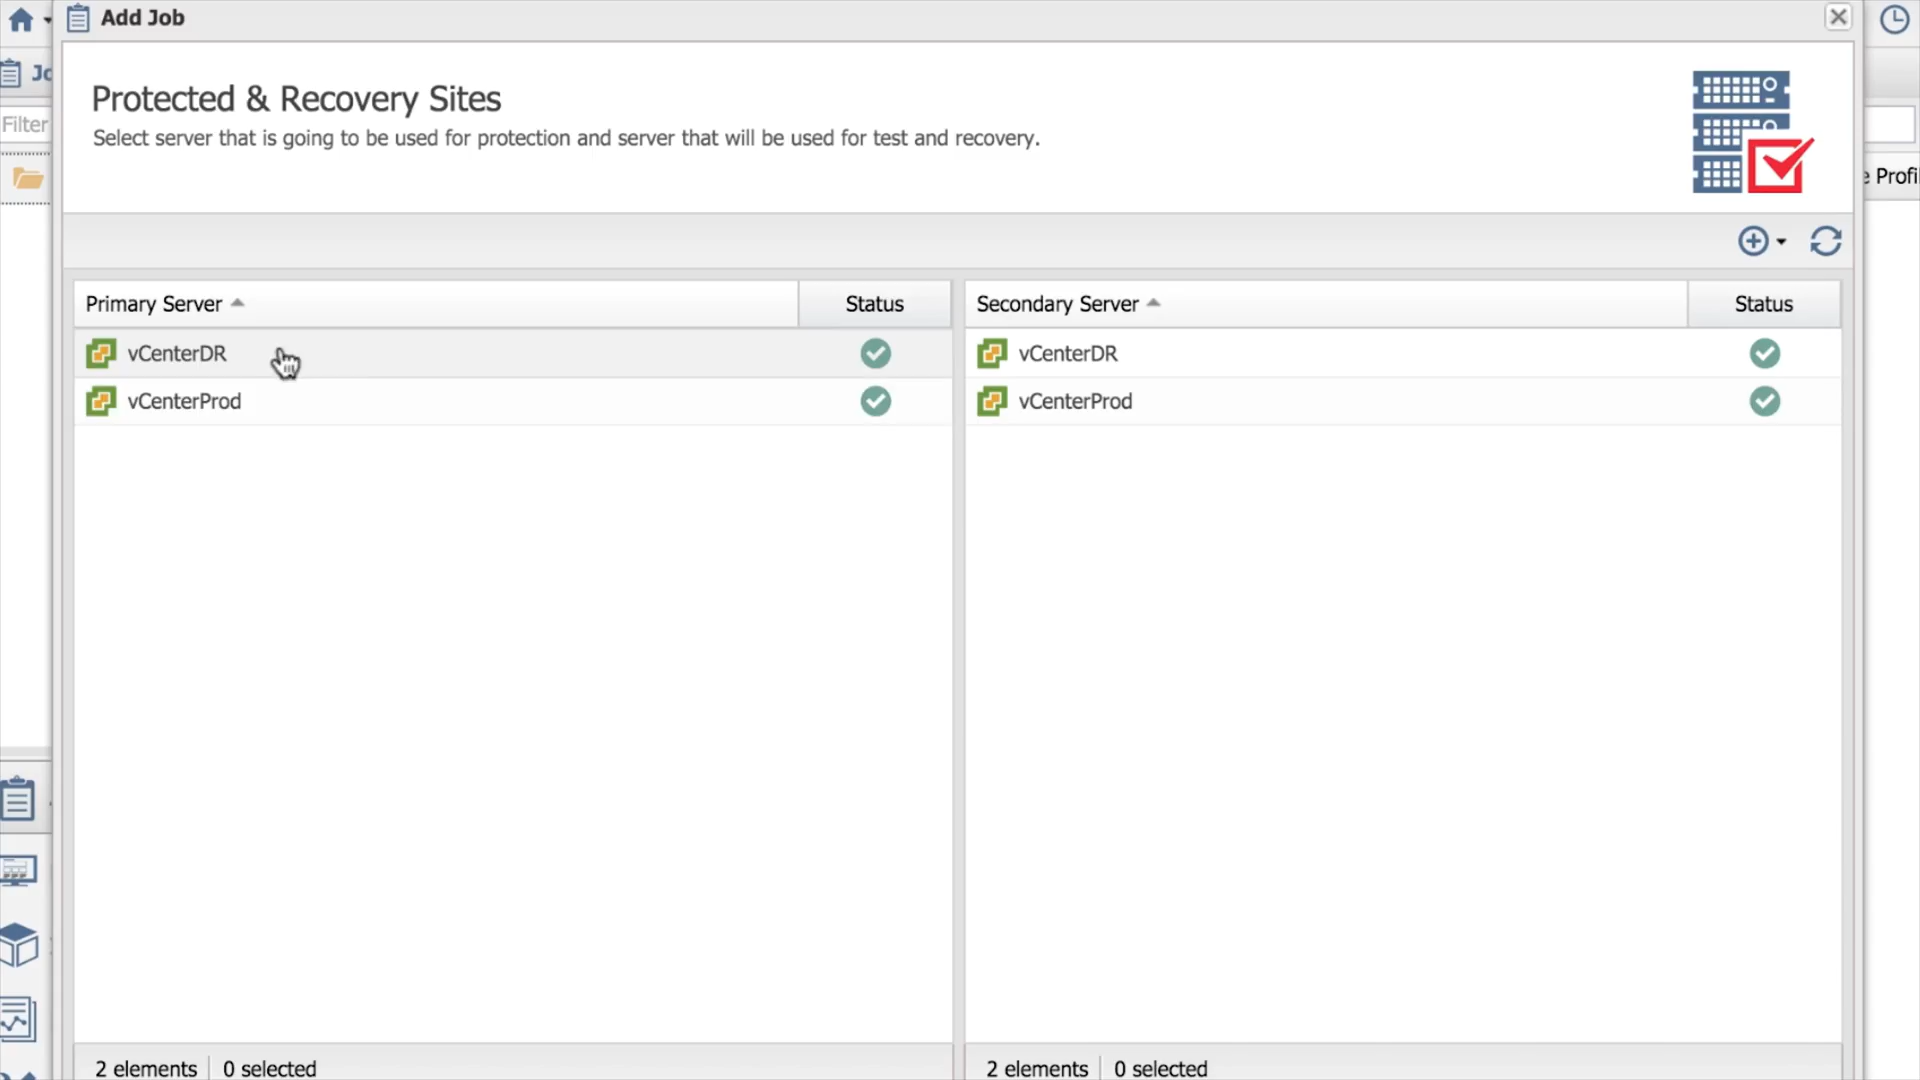 Add Job
Jo
Protected & Recovery Sites
Select server that is going to be used for protection and server that will be used for test and recovery.
Filter
e Profil
Primary Server
Status
Secondary Server
Status
vCenterDR
vCenterDR
vCenterProd
vCenterProd
2 elements
0 selected
2 elements
0 selected